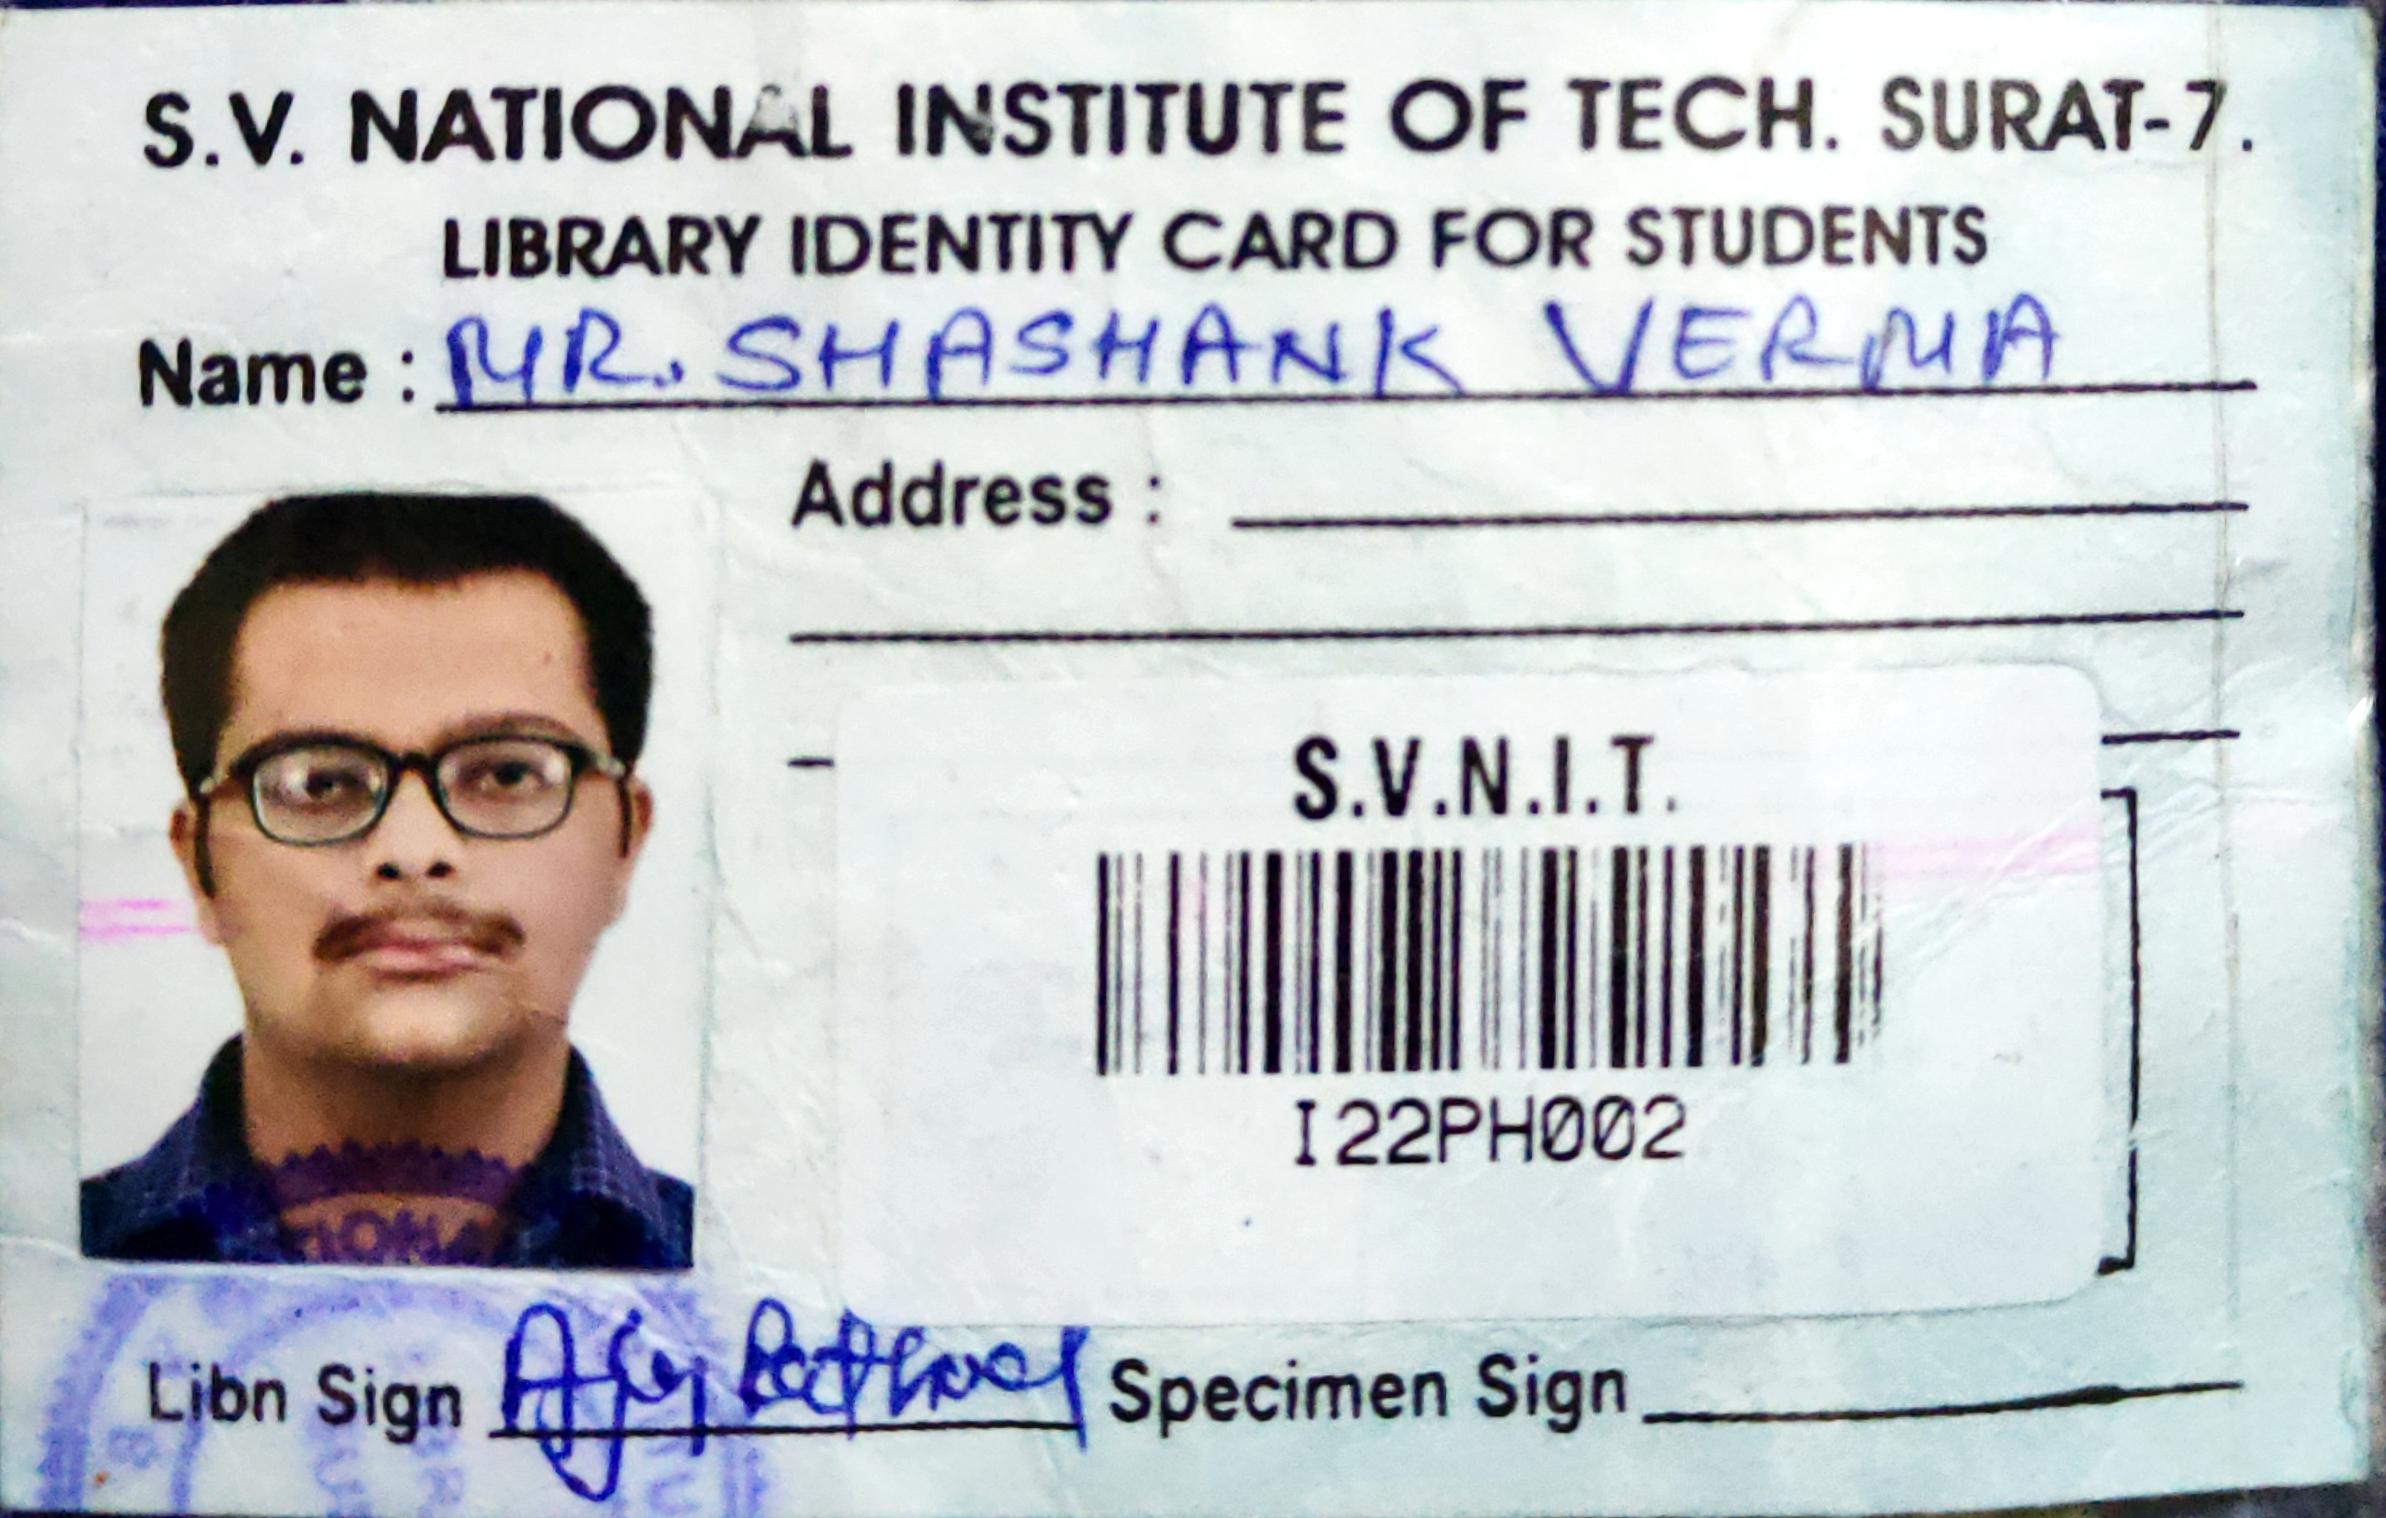 S.V. NATIONAL INSTITUTE OF TECH. SURAT-7.
LIBRARY IDENTITY CARD FOR STUDENTS
Name : MR. SHASHANK VERMA
Address :
S.V.N.I.T.
I22PH002
Libn Sign Specimen Sign